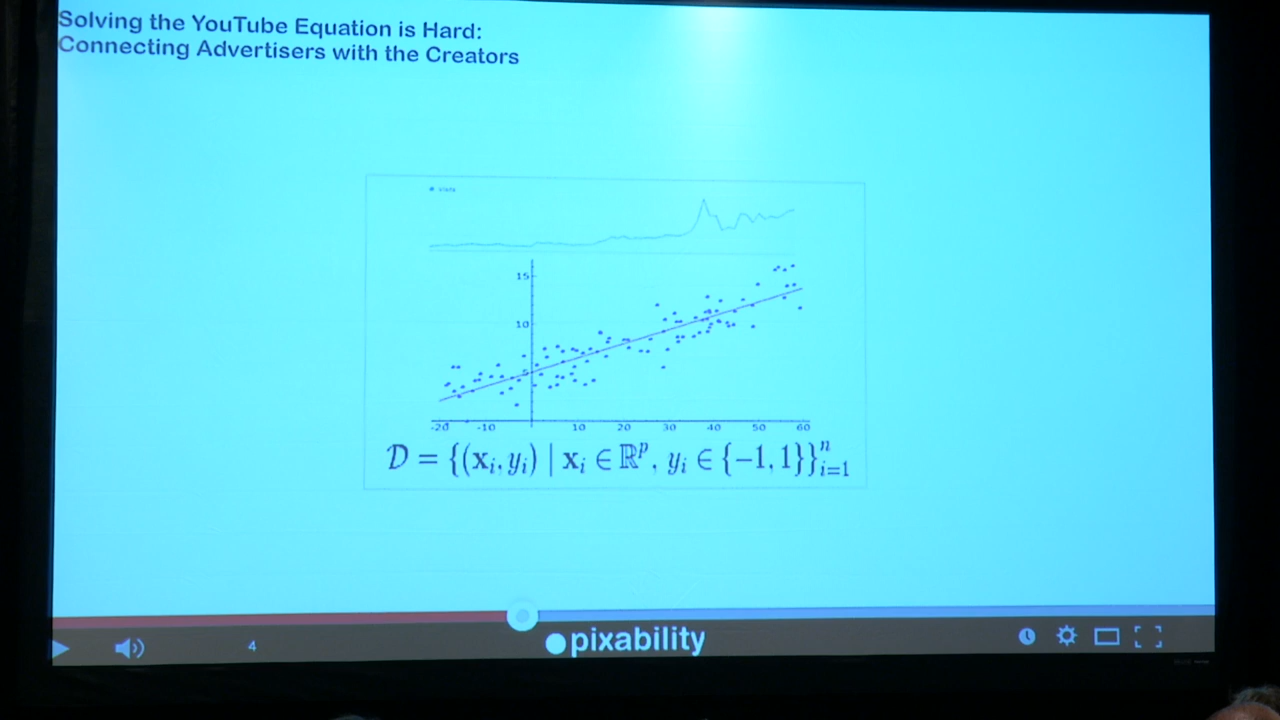 Solving the YouTube Equation is Hard:
Connecting Advertisers with the Creators
15
10
-20 -10 10 20 30 40 50 60
𝒟 = {(xᵢ, yᵢ) | xᵢ ∈ ℝᵖ, yᵢ ∈ {−1, 1}}ⁿᵢ₌₁
4
pixability